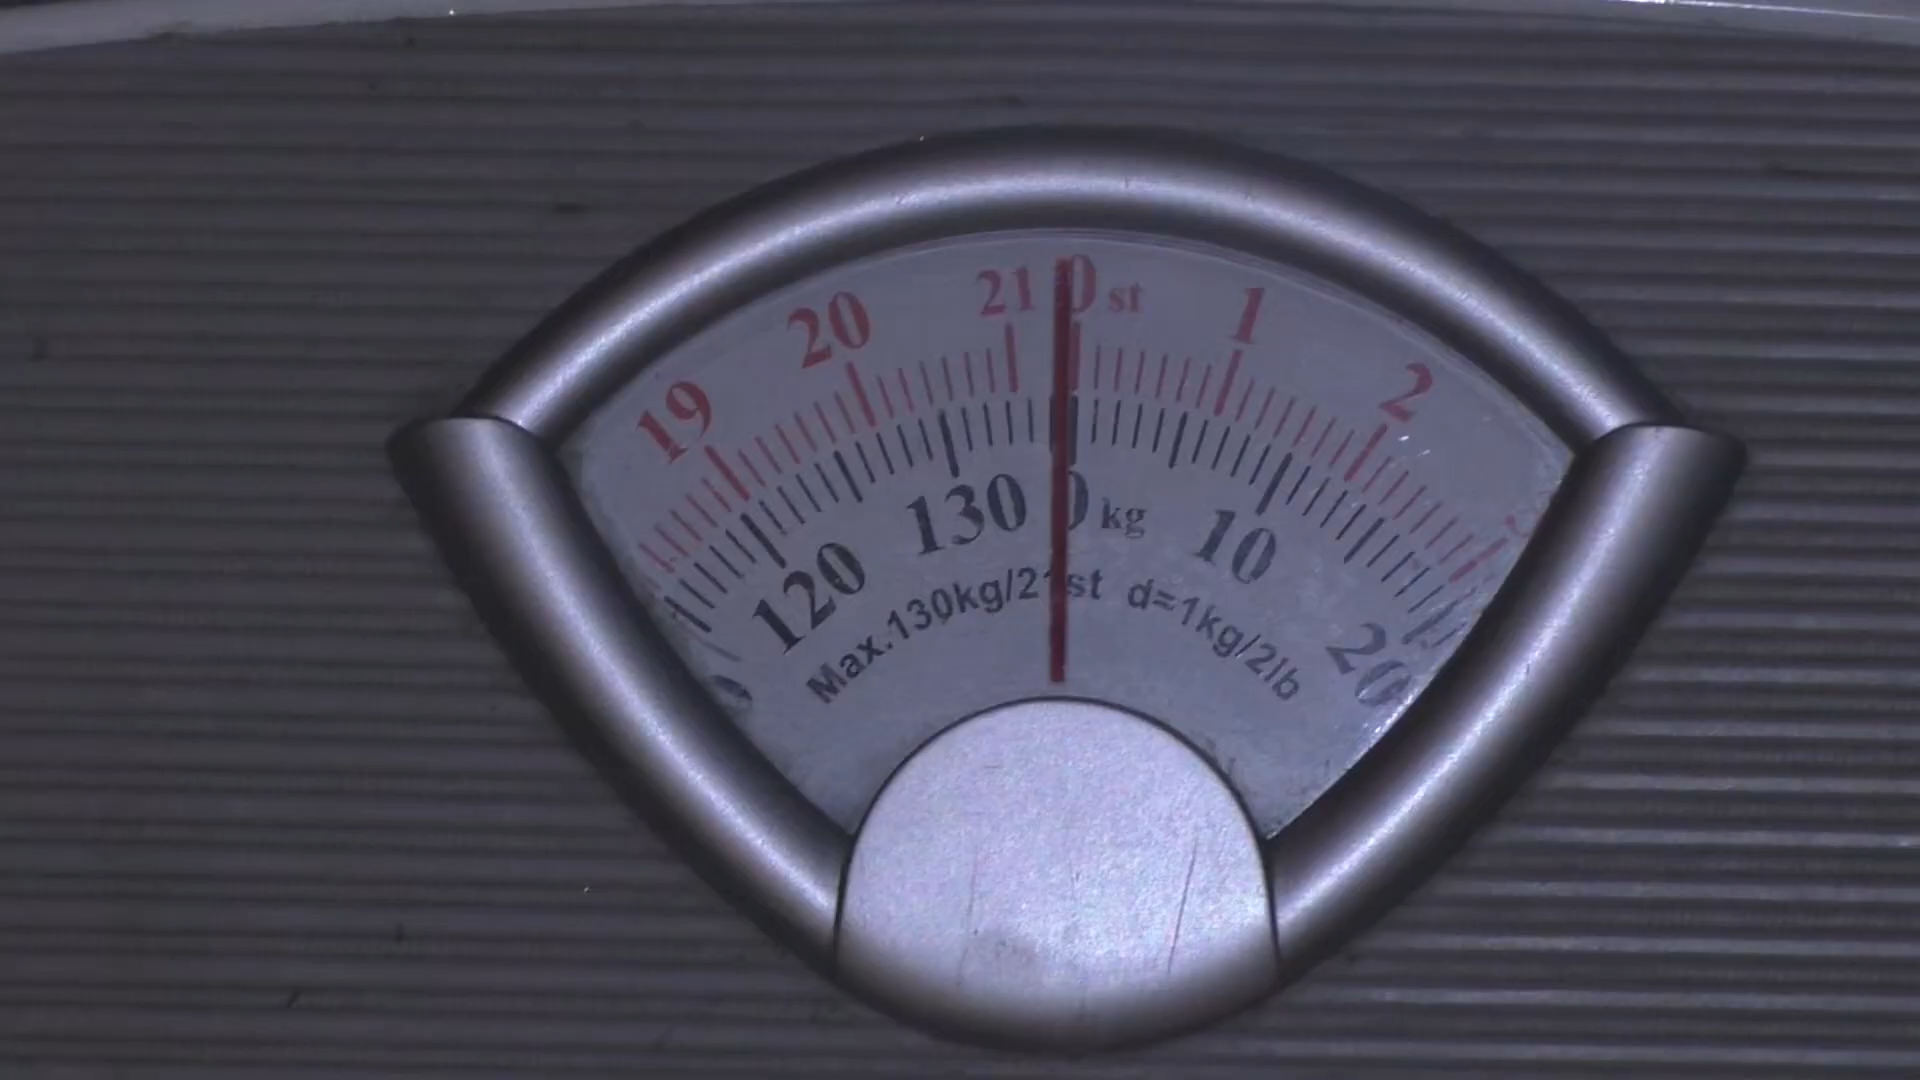 19 20 21 0 st 1 2
120 130 0 kg 10 20
Max.130kg/21st d=1kg/2lb